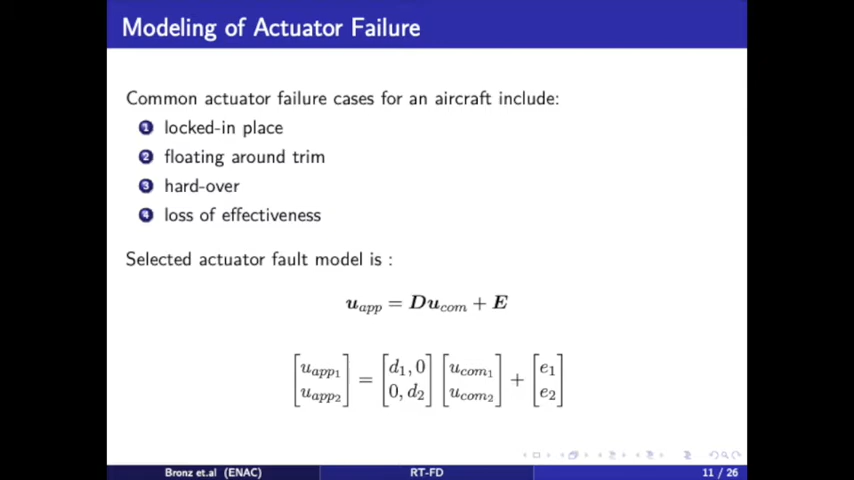 Modeling of Actuator Failure
Common actuator failure cases for an aircraft include:
1 locked-in place
2 floating around trim
3 hard-over
4 loss of effectiveness
Selected actuator fault model is :
u_app = Du_com + E
[u_app1; u_app2] = [d1, 0; 0, d2] [u_com1; u_com2] + [e1; e2]
Bronz et.al (ENAC) RT-FD 11 / 26